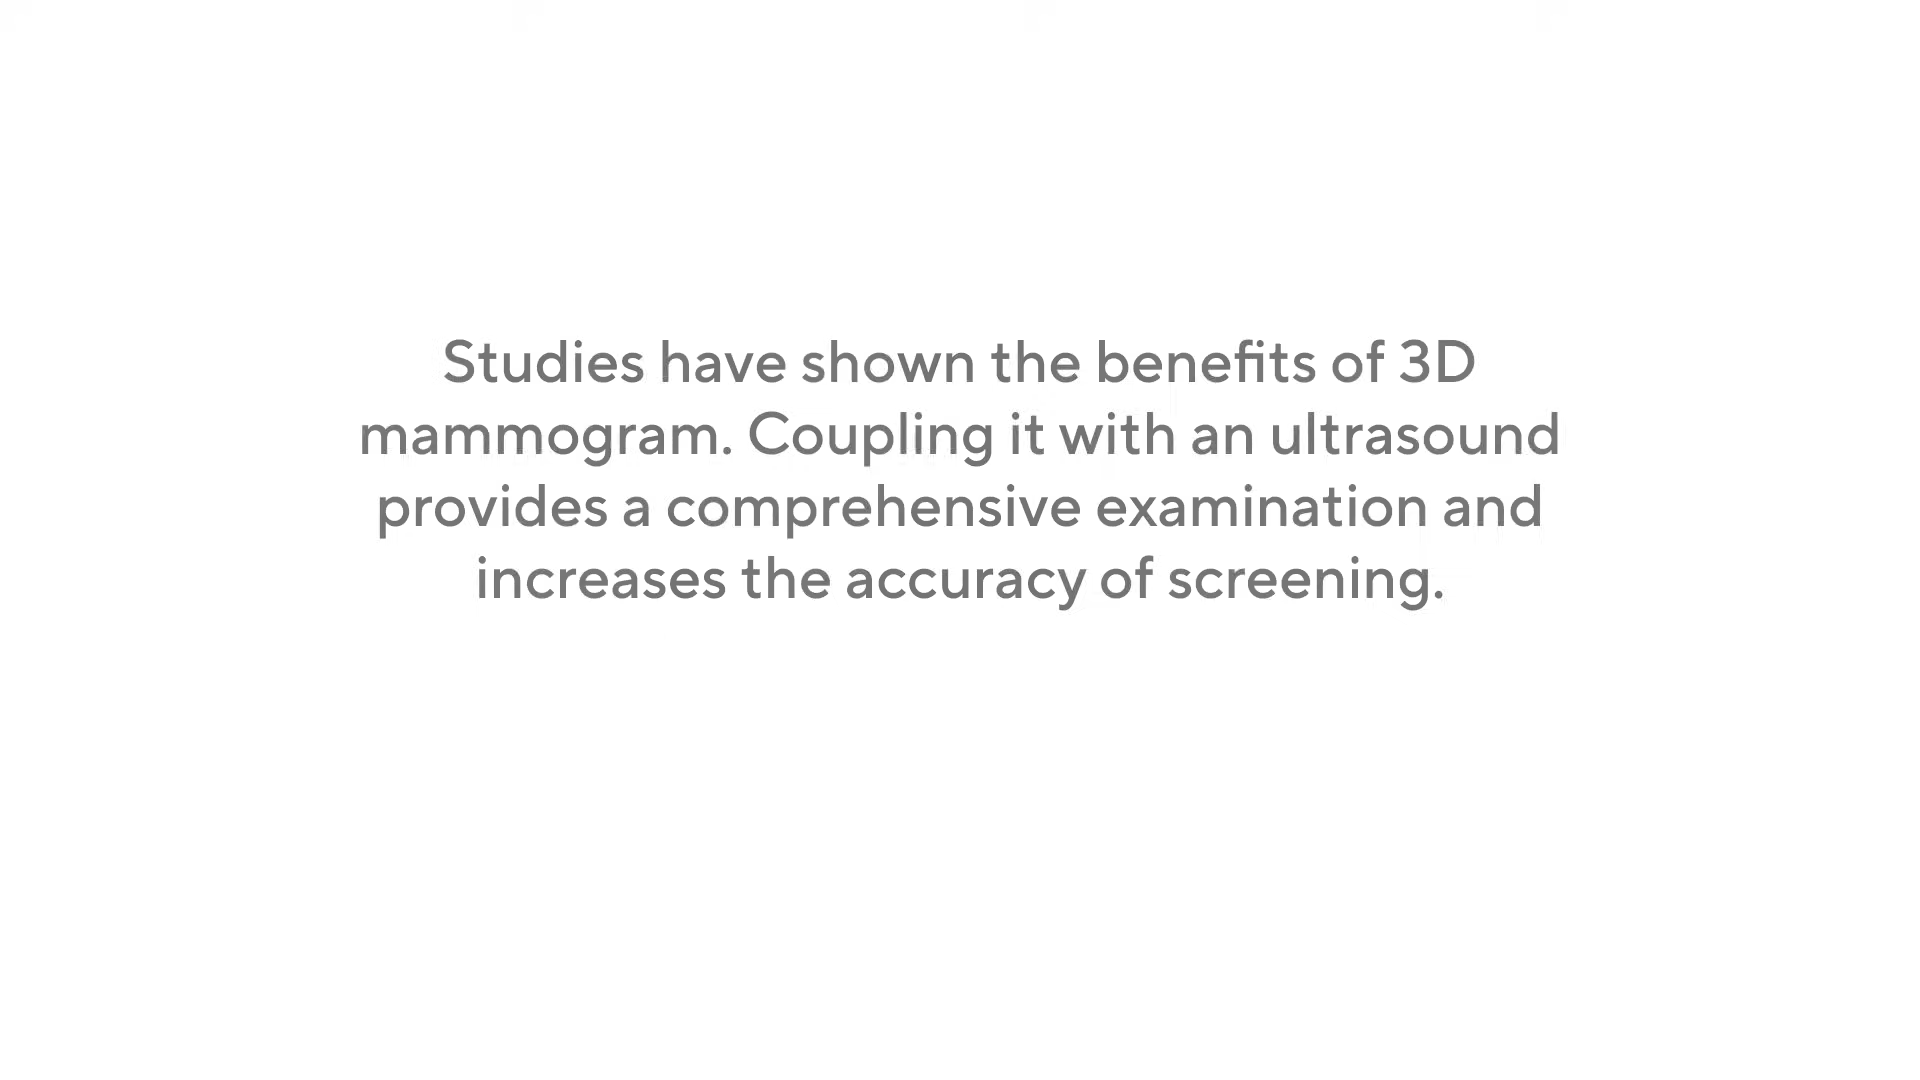 Studies have shown the benefits of 3D
mammogram. Coupling it with an ultrasound
provides a comprehensive examination and
increases the accuracy of screening.